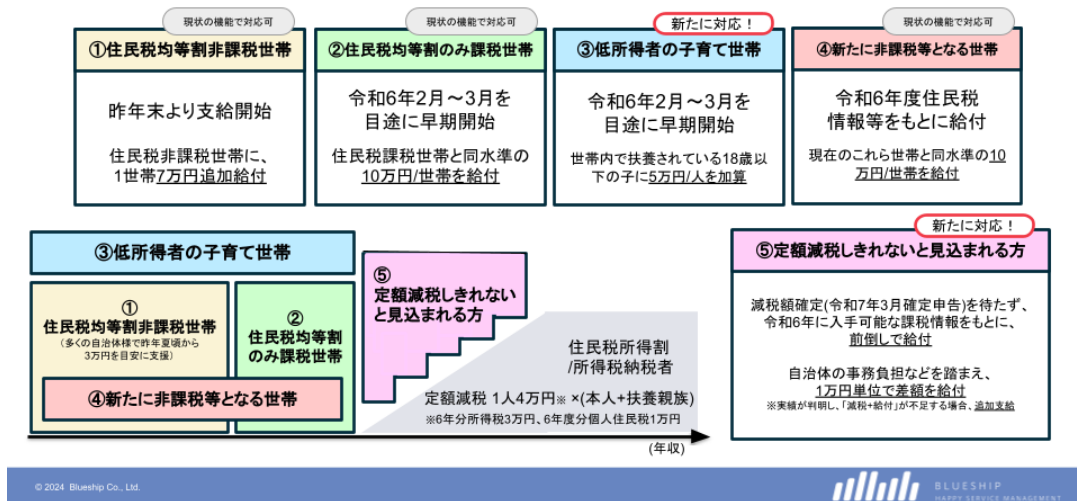 現状の機能で対応可
①住民税均等割非課税世帯
昨年末より支給開始
住民税非課税世帯に、
1世帯7万円追加給付
現状の機能で対応可
②住民税均等割のみ課税世帯
令和6年2月~3月を
目途に早期開始
住民税課税世帯と同水準の
10万円/世帯を給付
新たに対応！
③低所得者の子育て世帯
令和6年2月~3月を
目途に早期開始
世帯内で扶養されている18歳以
下の子に5万円/人を加算
現状の機能で対応可
④新たに非課税等となる世帯
令和6年度住民税
情報等をもとに給付
現在のこれら世帯と同水準の10
万円/世帯を給付
③低所得者の子育て世帯
①
住民税均等割非課税世帯
(多くの自治体様で昨年夏頃から
3万円を目安に支援)
②
住民税均等割
のみ課税世帯
④新たに非課税等となる世帯
⑤
定額減税しきれない
と見込まれる方
住民税所得割
/所得税納税者
定額減税 1人4万円※ ×(本人+扶養親族)
※6年分所得税3万円、6年度分個人住民税1万円
(年収)
新たに対応！
⑤定額減税しきれないと見込まれる方
減税額確定(令和7年3月確定申告)を待たず、
令和6年に入手可能な課税情報をもとに、
前倒しで給付
自治体の事務負担などを踏まえ、
1万円単位で差額を給付
※実績が判明し、「減税+給付」が不足する場合、追加支給
© 2024 Blueship Co., Ltd.
BLUESHIP
HAPPY SERVICE MANAGEMENT